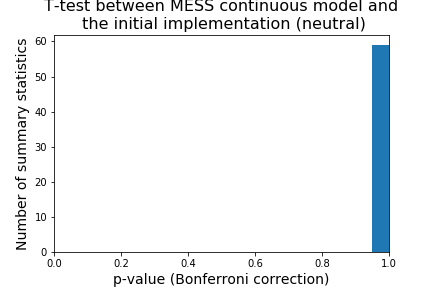 T-test between MESS continuous model and
the initial implementation (neutral)
Number of summary statistics
60
50
40
30
20
10
0
0.0 0.2 0.4 0.6 0.8 1.0
p-value (Bonferroni correction)